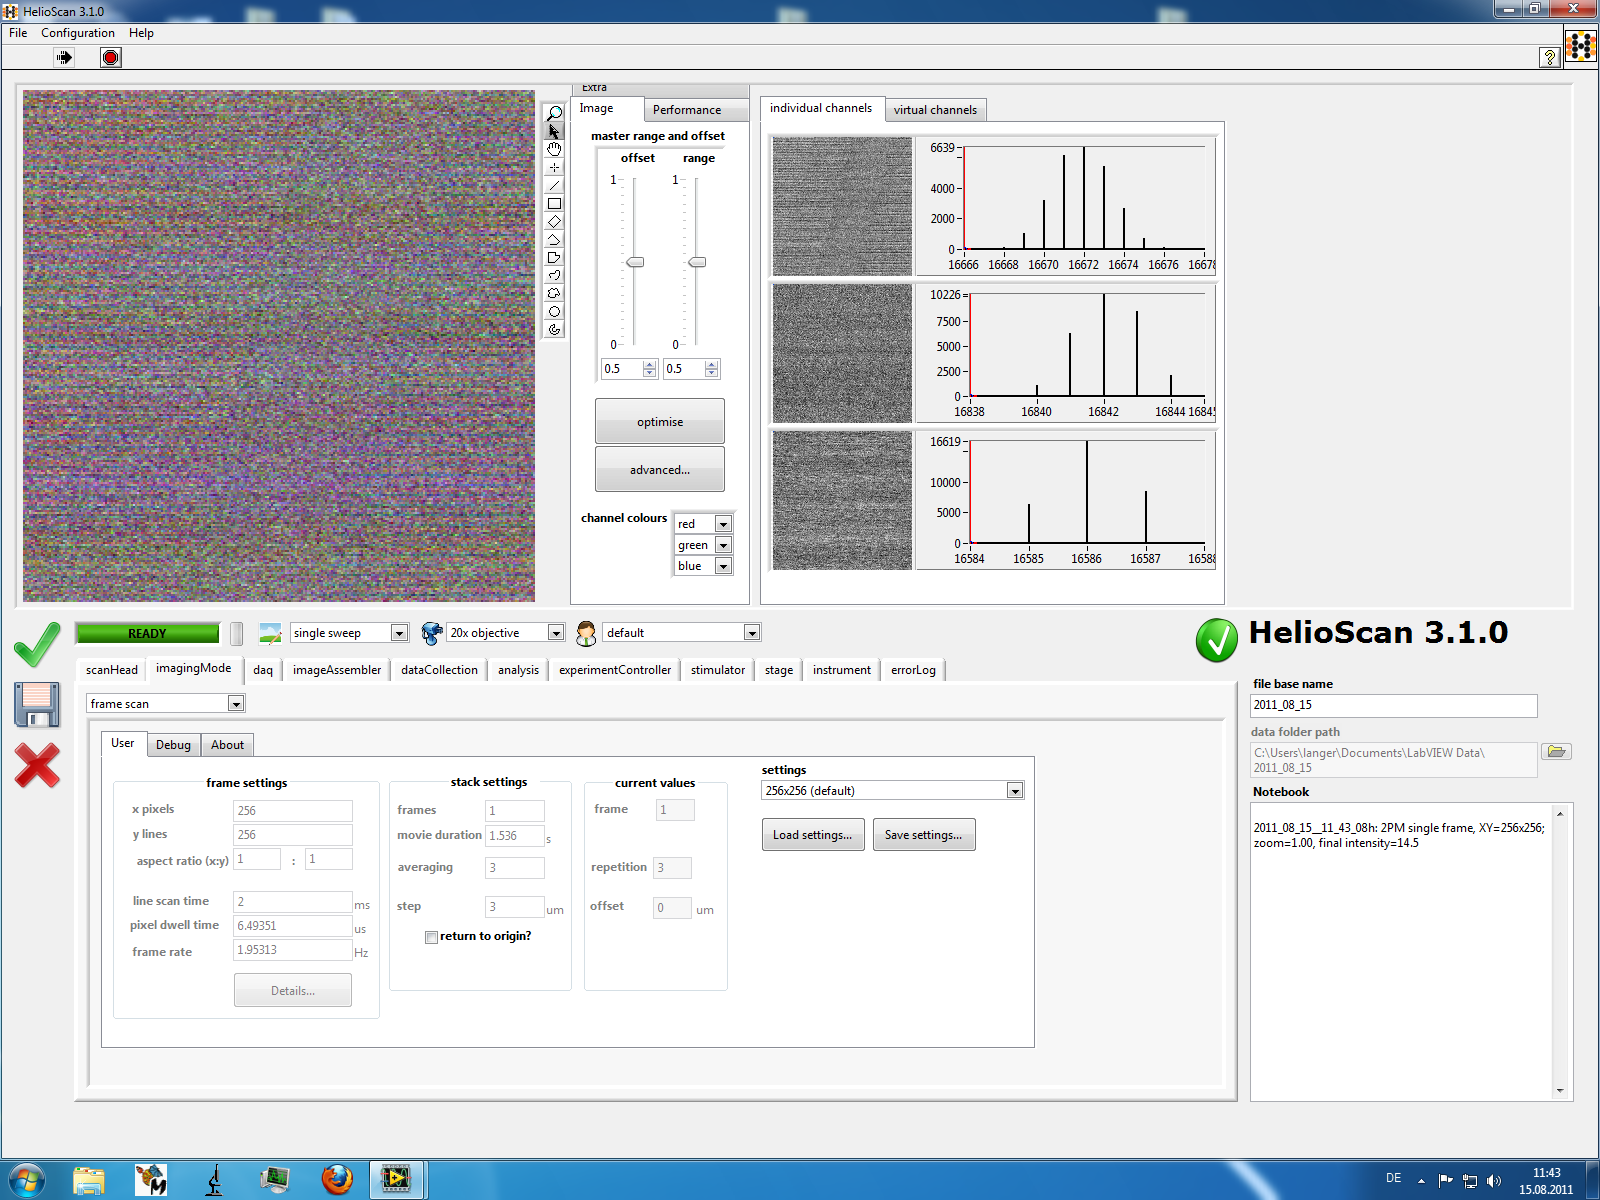 HelioScan 3.1.0
File Configuration Help
?
Extra
Image Performance
master range and offset
offset range
1 1
0 0
0.5 0.5
optimise
advanced...
channel colours red
green
blue
individual channels virtual channels
6639
4000
2000
0
16666 16668 16670 16672 16674 16676 16678
10226
7500
5000
2500
0
16838 16840 16842 16844 16845
16619
10000
5000
0
16584 16585 16586 16587 16588
READY single sweep 20x objective default
HelioScan 3.1.0
scanHead imagingMode daq imageAssembler dataCollection analysis experimentController stimulator stage instrument errorLog
frame scan
User Debug About
frame settings
x pixels 256
y lines 256
aspect ratio (x:y) 1 : 1
line scan time 2 ms
pixel dwell time 6.49351 us
frame rate 1.95313 Hz
Details...
stack settings
frames 1
movie duration 1.536 s
averaging 3
step 3 um
return to origin?
current values
frame 1
repetition 3
offset 0 um
settings
256x256 (default)
Load settings... Save settings...
file base name
2011_08_15
data folder path
C:\Users\langer\Documents\LabVIEW Data\
2011_08_15
Notebook
2011_08_15__11_43_08h: 2PM single frame, XY=256x256;
zoom=1.00, final intensity=14.5
M
DE
11:43
15.08.2011